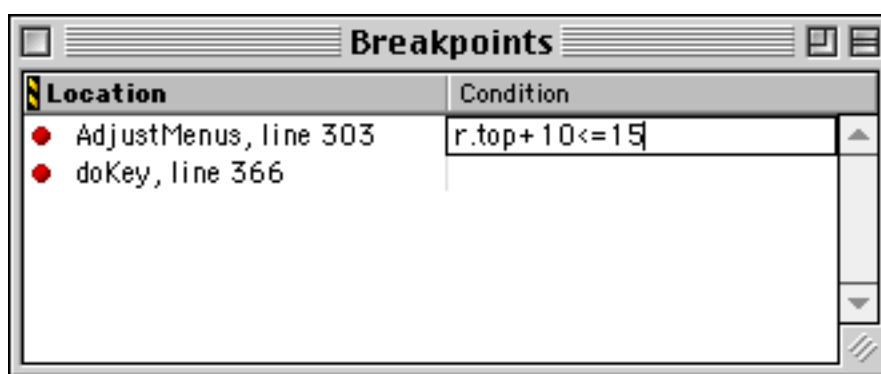 Breakpoints
Location Condition
AdjustMenus, line 303 r.top+10<=15
doKey, line 366